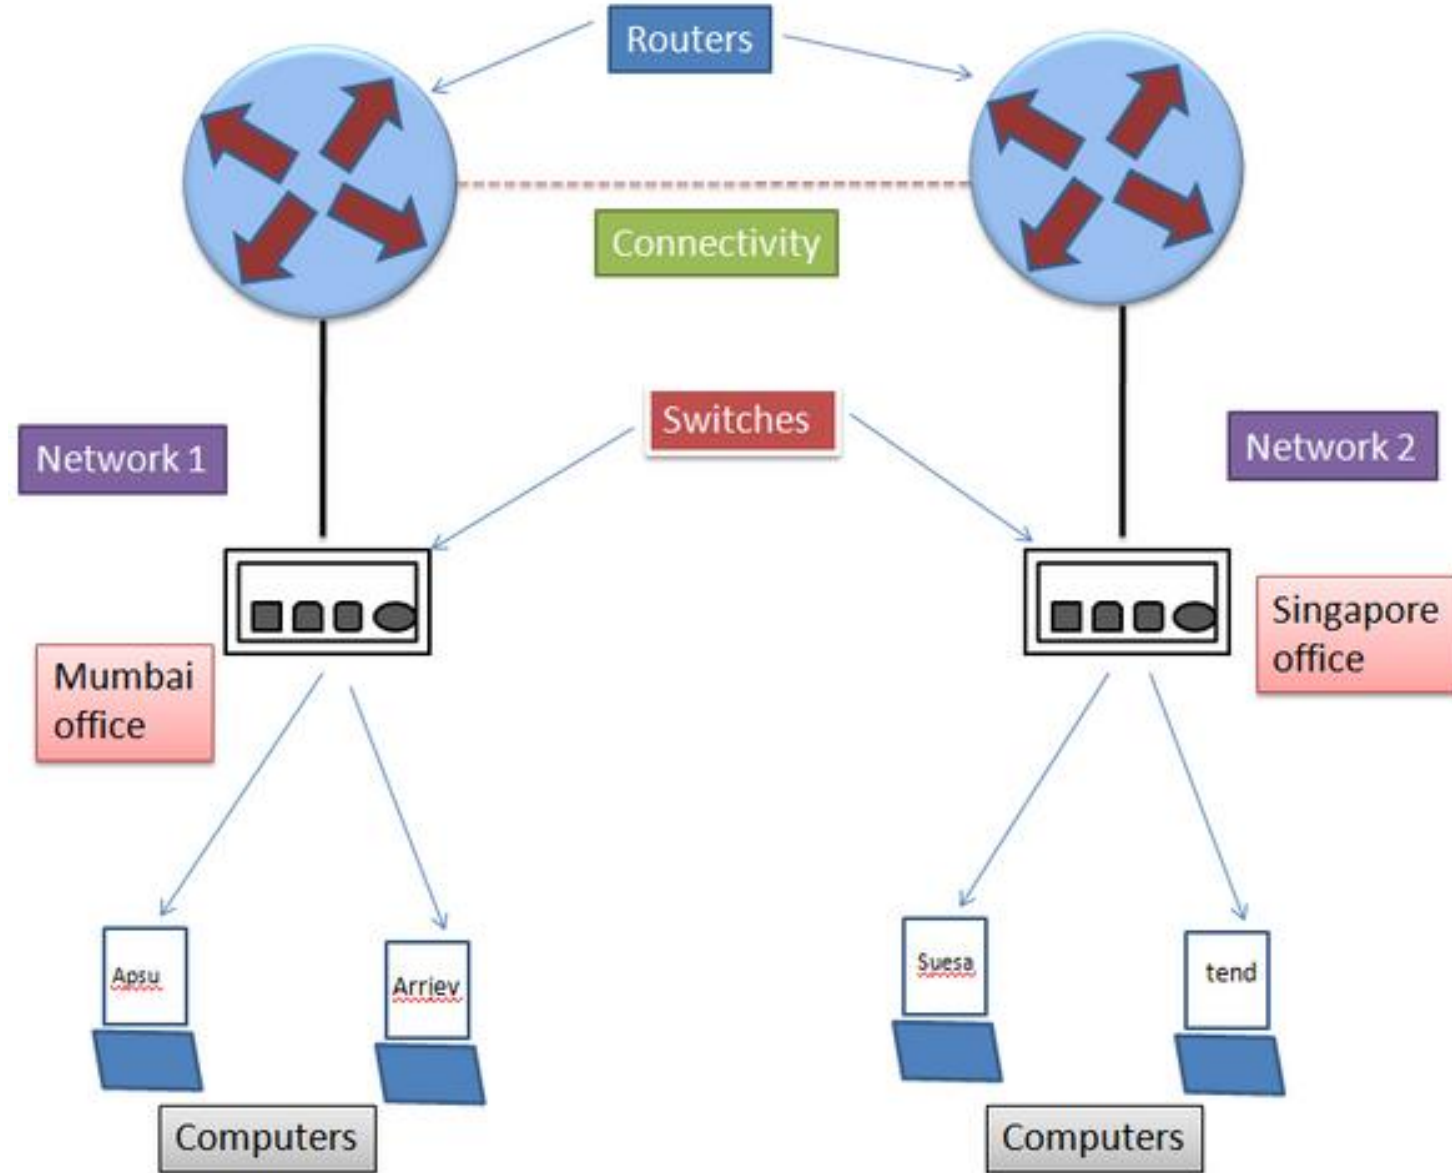 Routers
Connectivity
Switches
Network 1
Network 2
Mumbai
office
Singapore
office
Apsu
Arriev
Suesa
tend
Computers
Computers